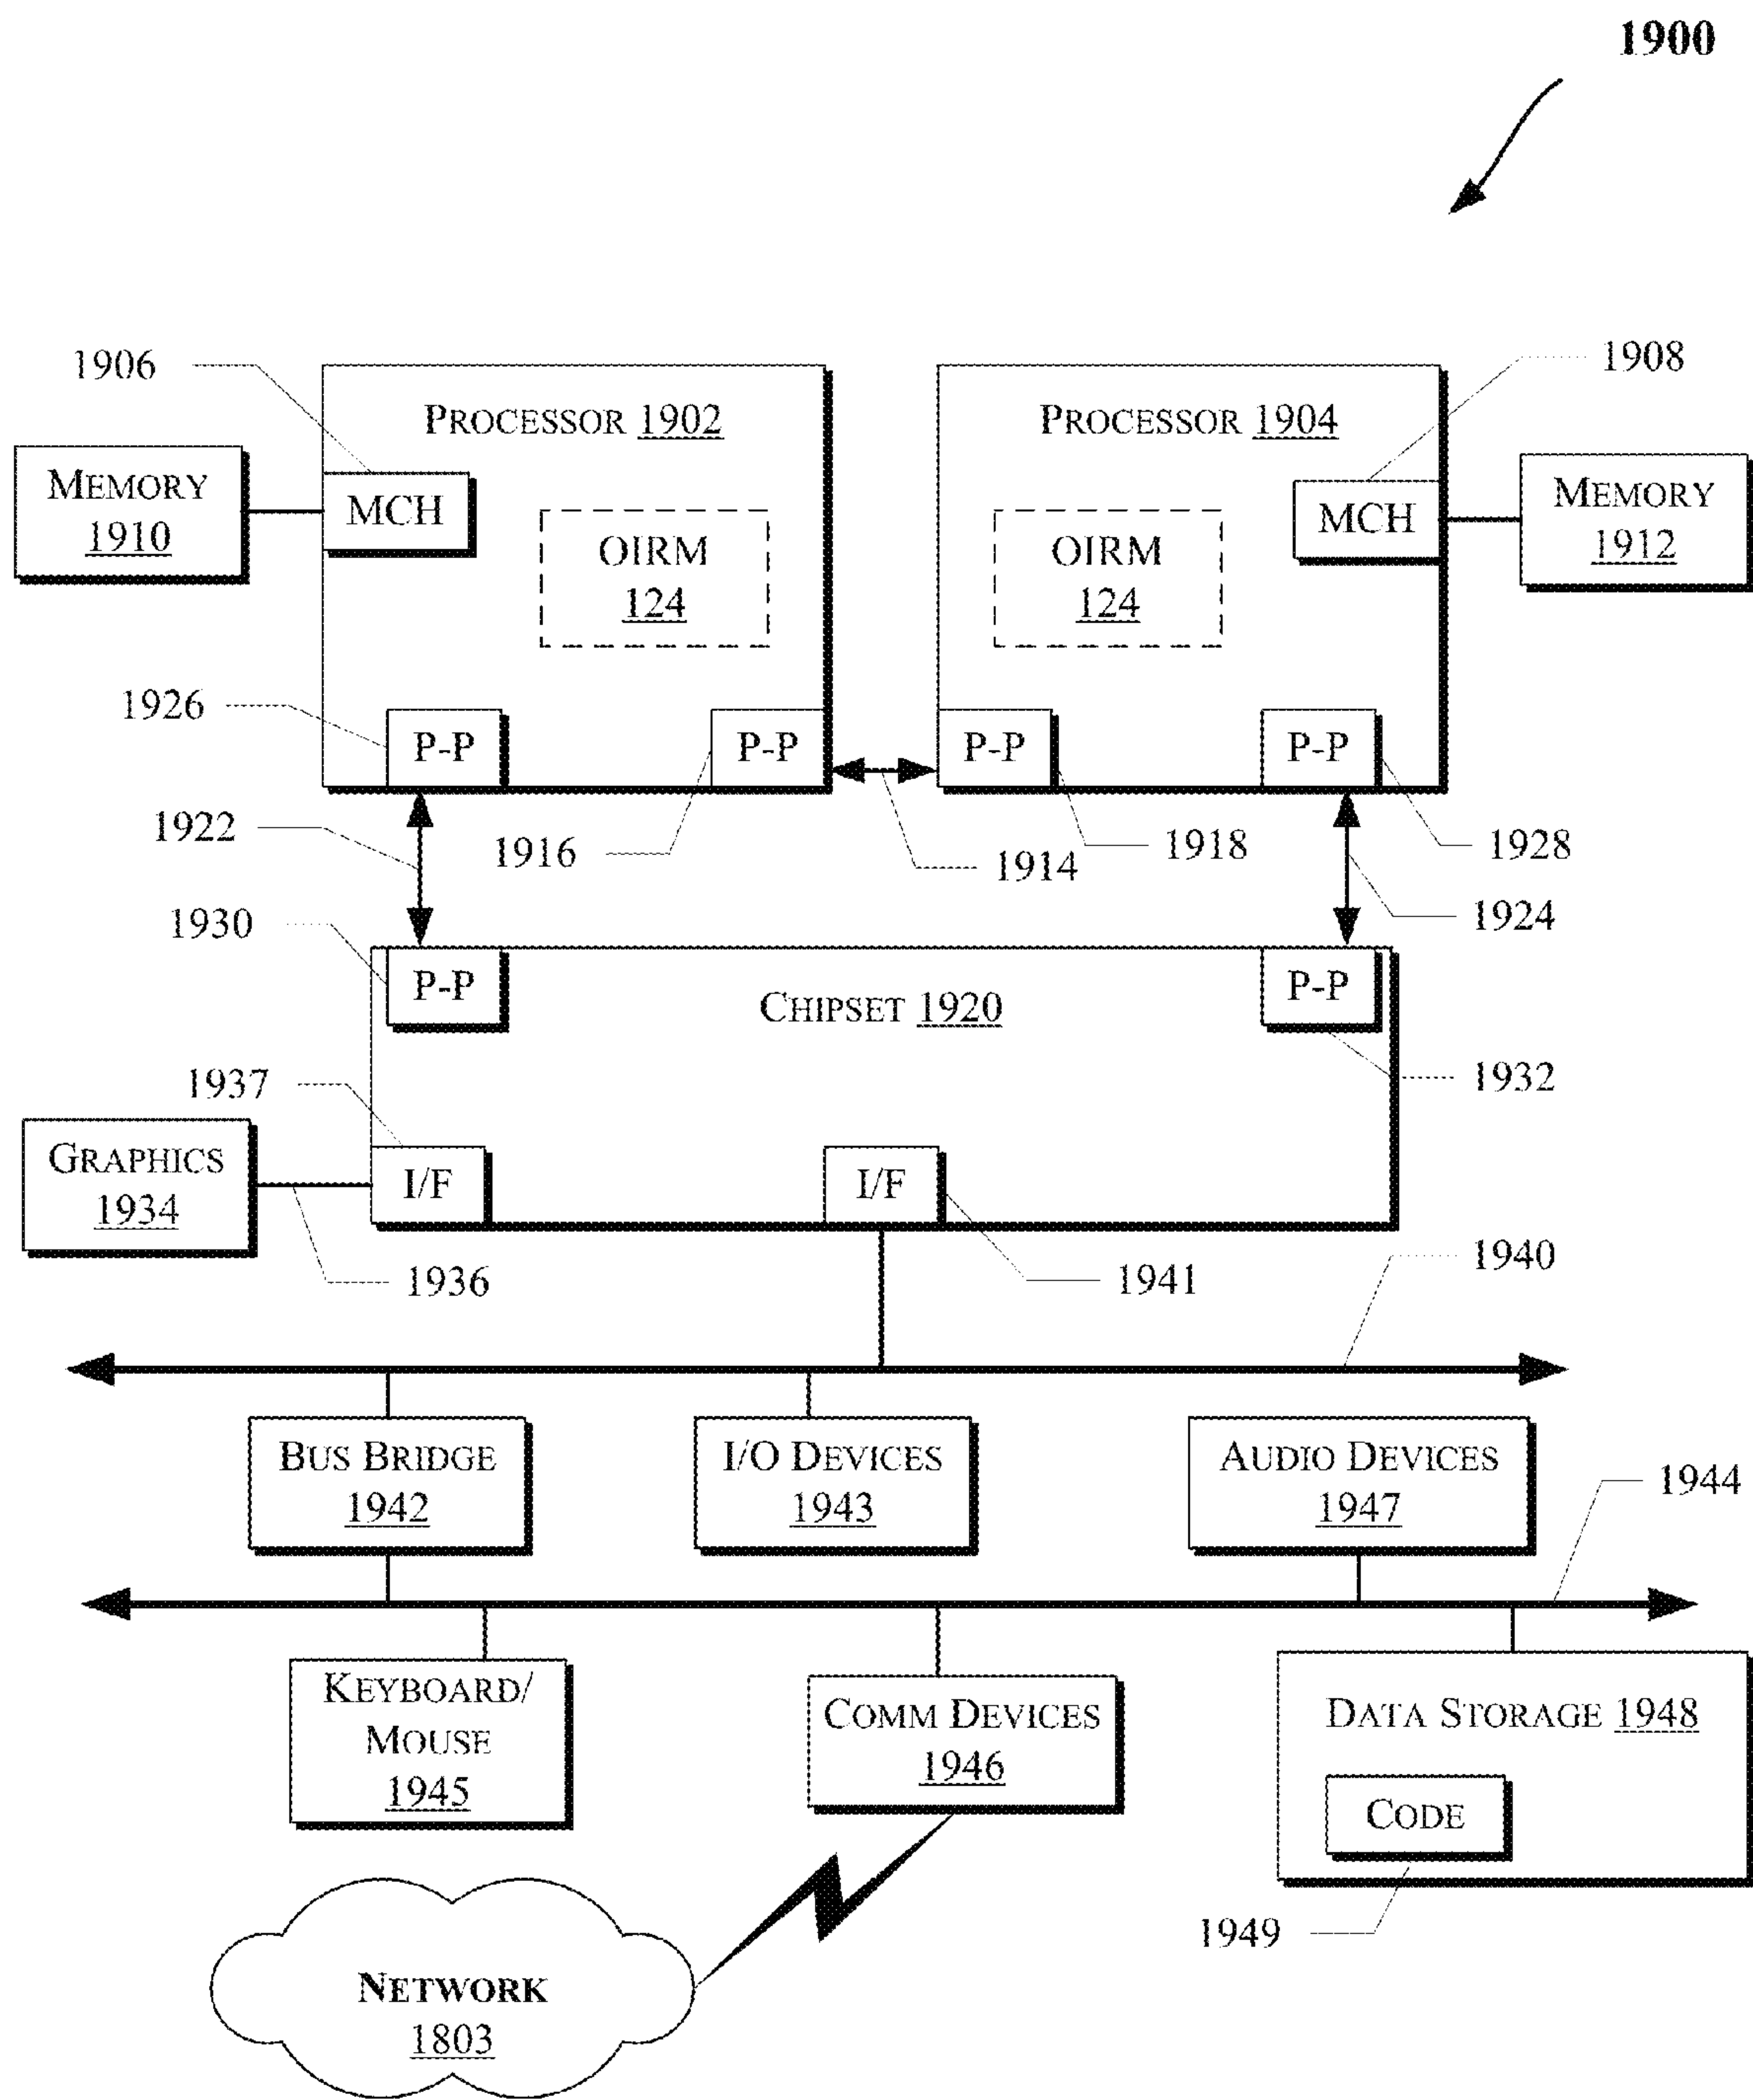 1900
1906
PROCESSOR 1902
PROCESSOR 1904
1908
MEMORY
1910
MCH
OIRM
124
OIRM
124
MCH
MEMORY
1912
1926
P-P
P-P
P-P
P-P
1922
1916
1914
1918
1928
1930
1924
P-P
CHIPSET 1920
P-P
1937
1932
GRAPHICS
1934
I/F
I/F
1936
1941
1940
BUS BRIDGE
1942
I/O DEVICES
1943
AUDIO DEVICES
1947
1944
KEYBOARD/
MOUSE
1945
COMM DEVICES
1946
DATA STORAGE 1948
CODE
1949
NETWORK
1803